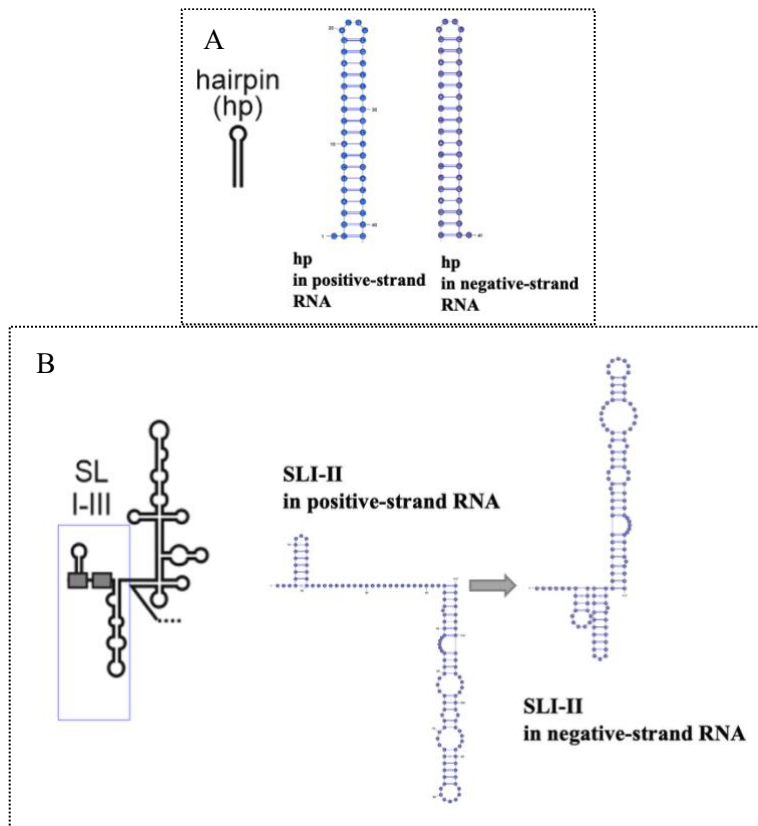 A
hairpin
(hp)
hp
in positive-strand
RNA
hp
in negative-strand
RNA
B
SL
I-III
SLI-II
in positive-strand RNA
SLI-II
in negative-strand RNA